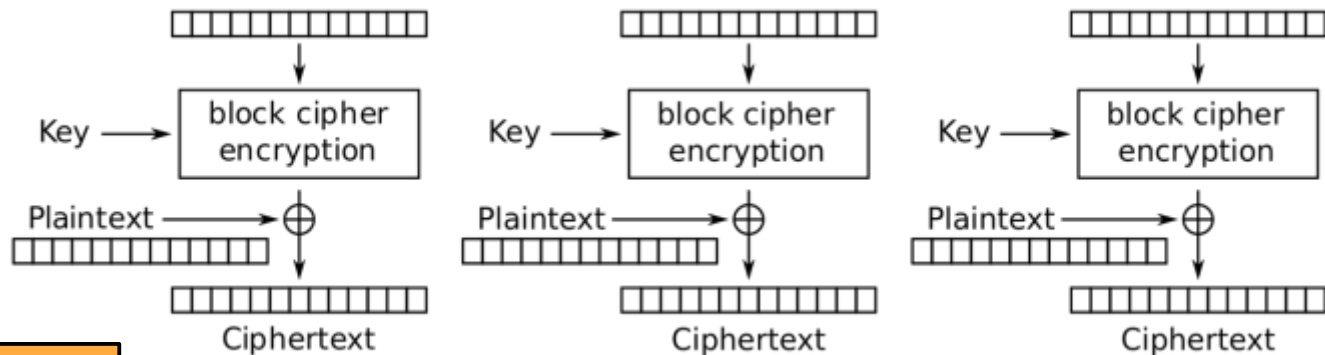 block cipher
encryption
Key
Plaintext
Ciphertext
block cipher
encryption
Key
Plaintext
Ciphertext
block cipher
encryption
Key
Plaintext
Ciphertext